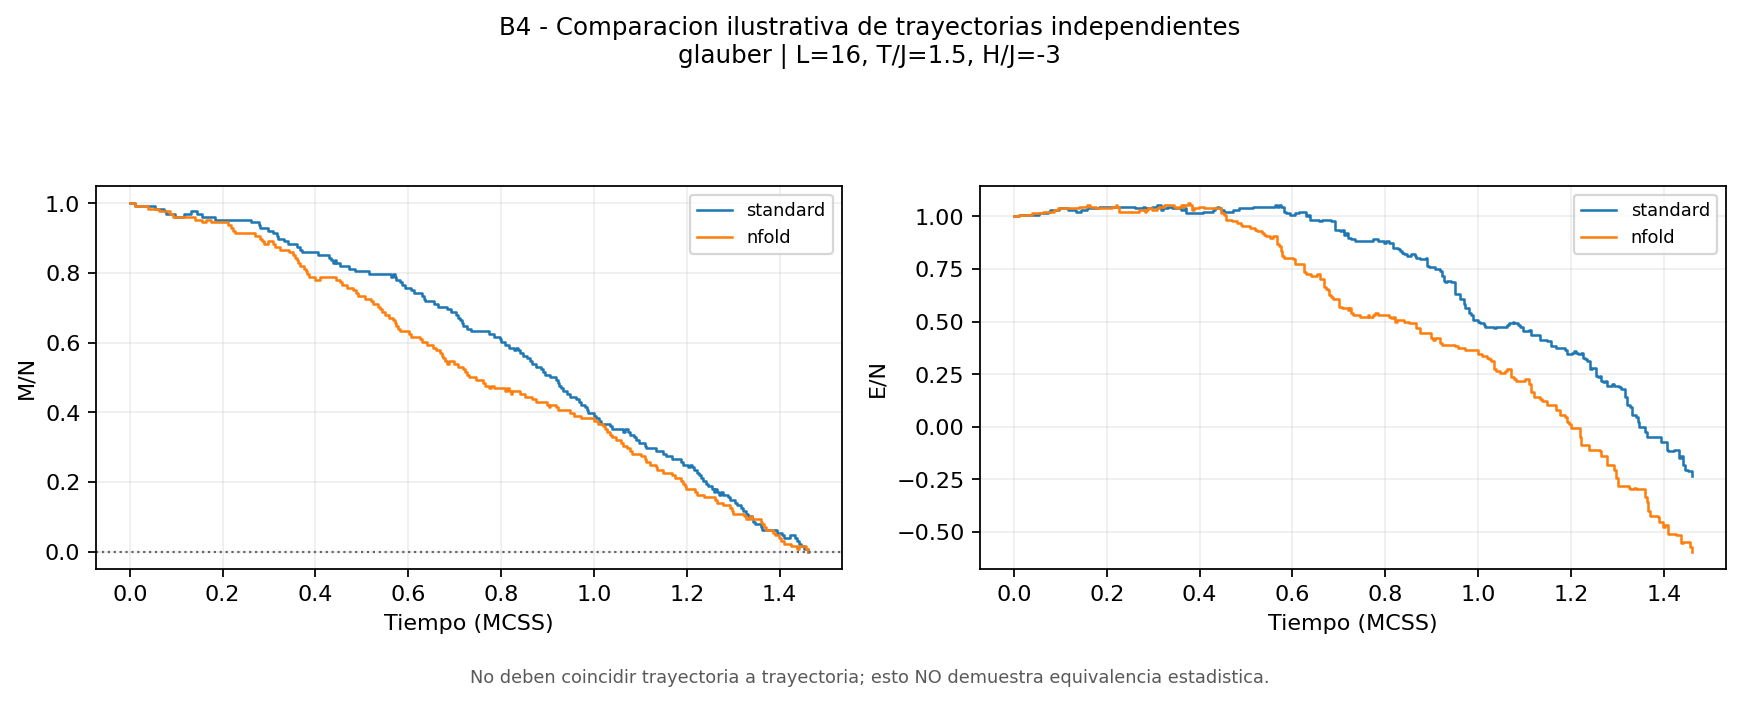 B4 - Comparacion ilustrativa de trayectorias independientes
glauber | L=16, T/J=1.5, H/J=-3
M/N
1.0
0.8
0.6
0.4
0.2
0.0
0.0 0.2 0.4 0.6 0.8 1.0 1.2 1.4
Tiempo (MCSS)
standard
nfold
E/N
1.00
0.75
0.50
0.25
0.00
−0.25
−0.50
0.0 0.2 0.4 0.6 0.8 1.0 1.2 1.4
Tiempo (MCSS)
standard
nfold
No deben coincidir trayectoria a trayectoria; esto NO demuestra equivalencia estadistica.